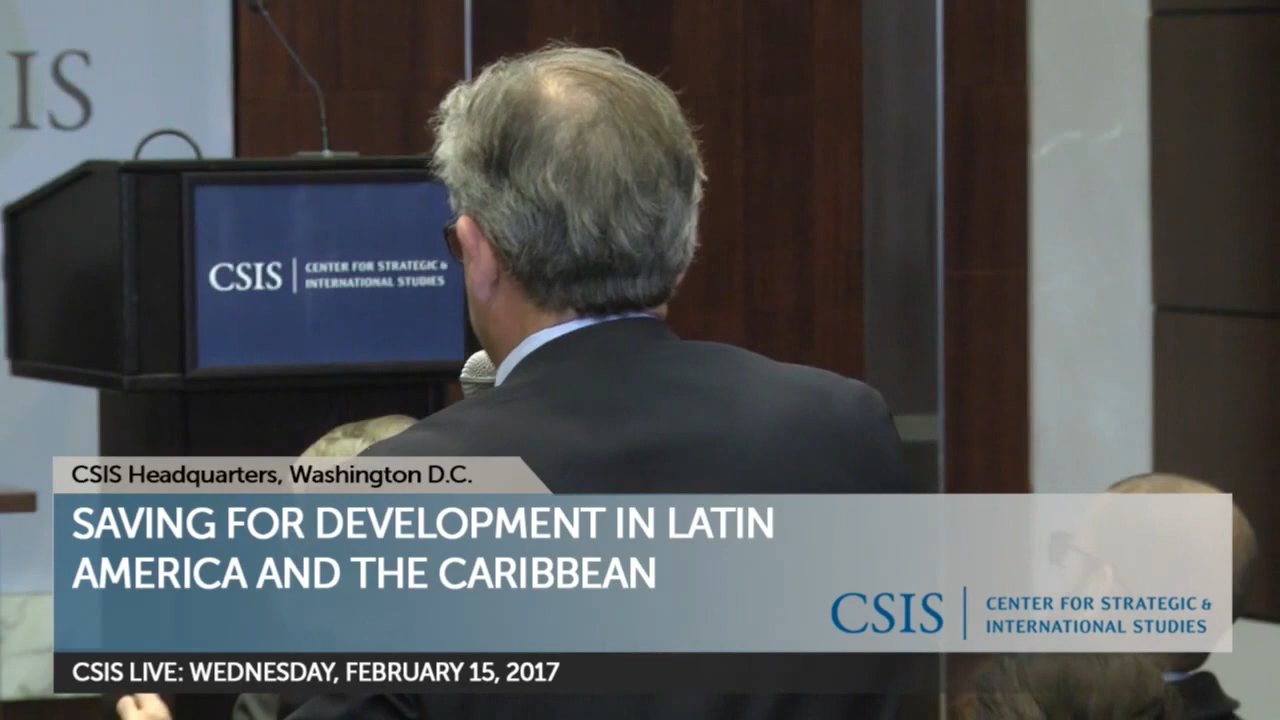 IS
CSIS
CENTER FOR STRATEGIC &
INTERNATIONAL STUDIES
CSIS Headquarters, Washington D.C.
SAVING FOR DEVELOPMENT IN LATIN
AMERICA AND THE CARIBBEAN
CSIS
CENTER FOR STRATEGIC &
INTERNATIONAL STUDIES
CSIS LIVE: WEDNESDAY, FEBRUARY 15, 2017